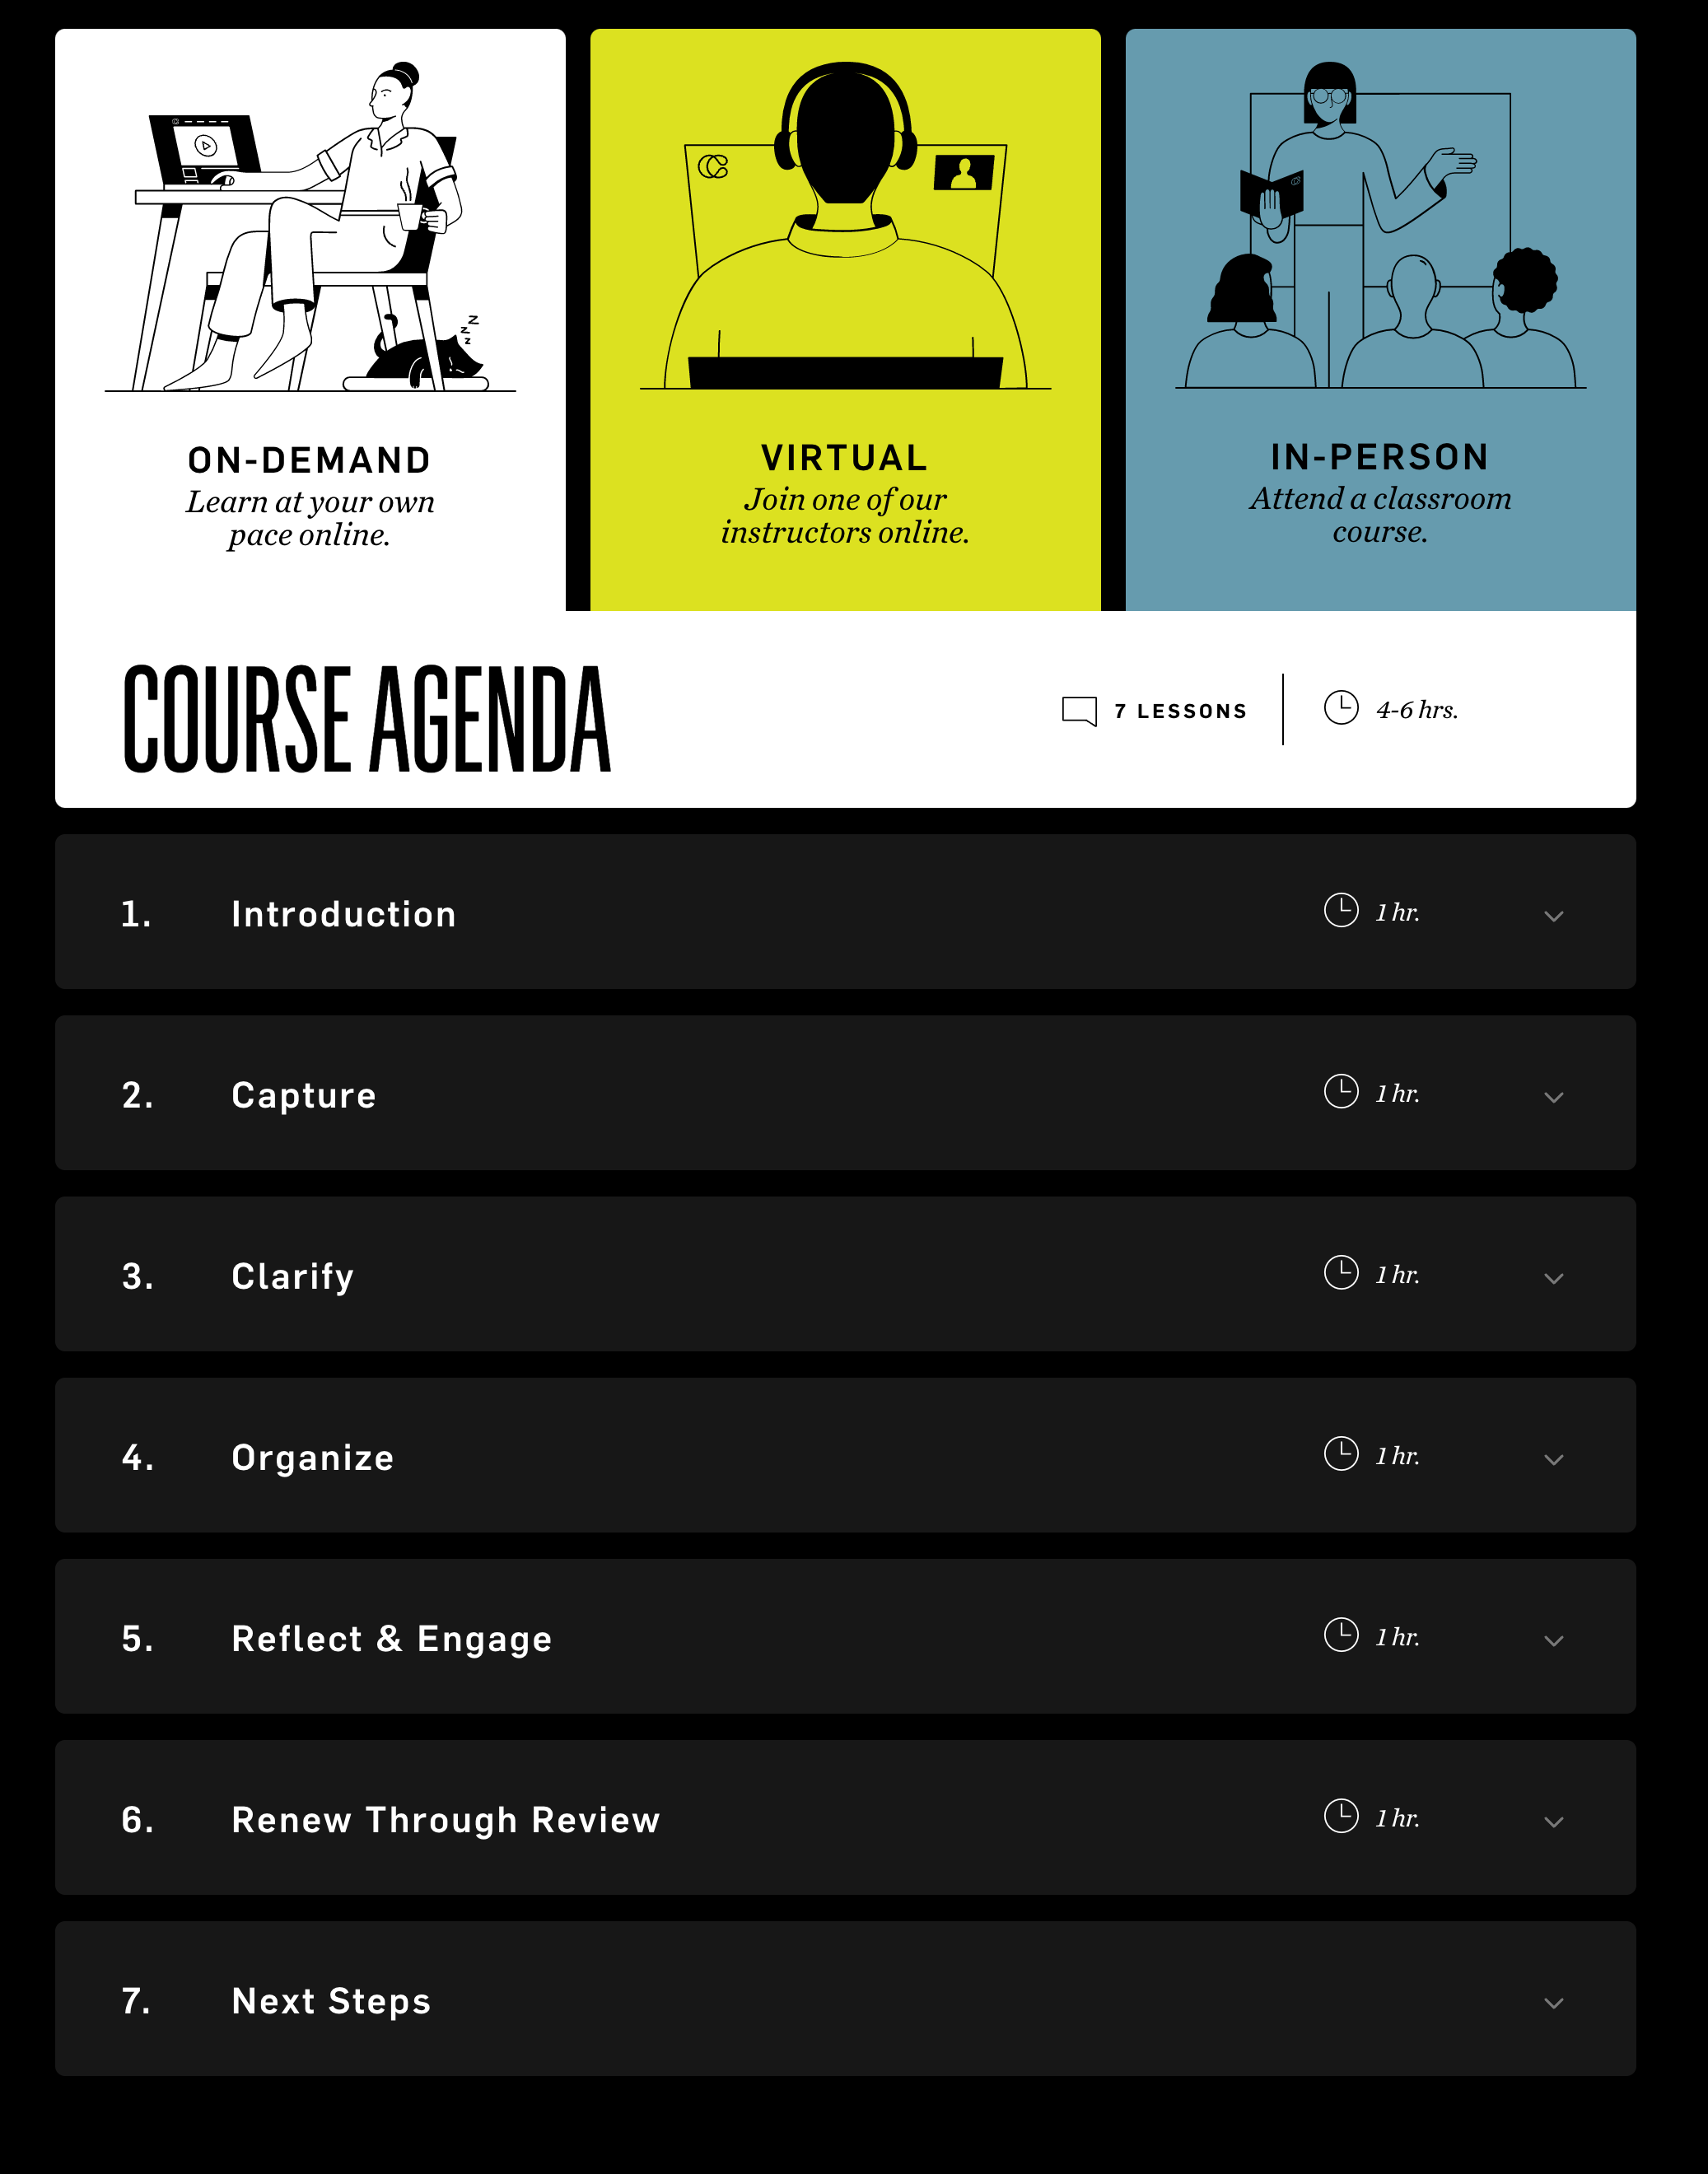 ON-DEMAND
Learn at your own
pace online.
VIRTUAL
Join one of our
instructors online.
IN-PERSON
Attend a classroom
course.
COURSE AGENDA
7 LESSONS
4-6 hrs.
1. Introduction 1 hr.
2. Capture 1 hr.
3. Clarify 1 hr.
4. Organize 1 hr.
5. Reflect & Engage 1 hr.
6. Renew Through Review 1 hr.
7. Next Steps
z
z
z